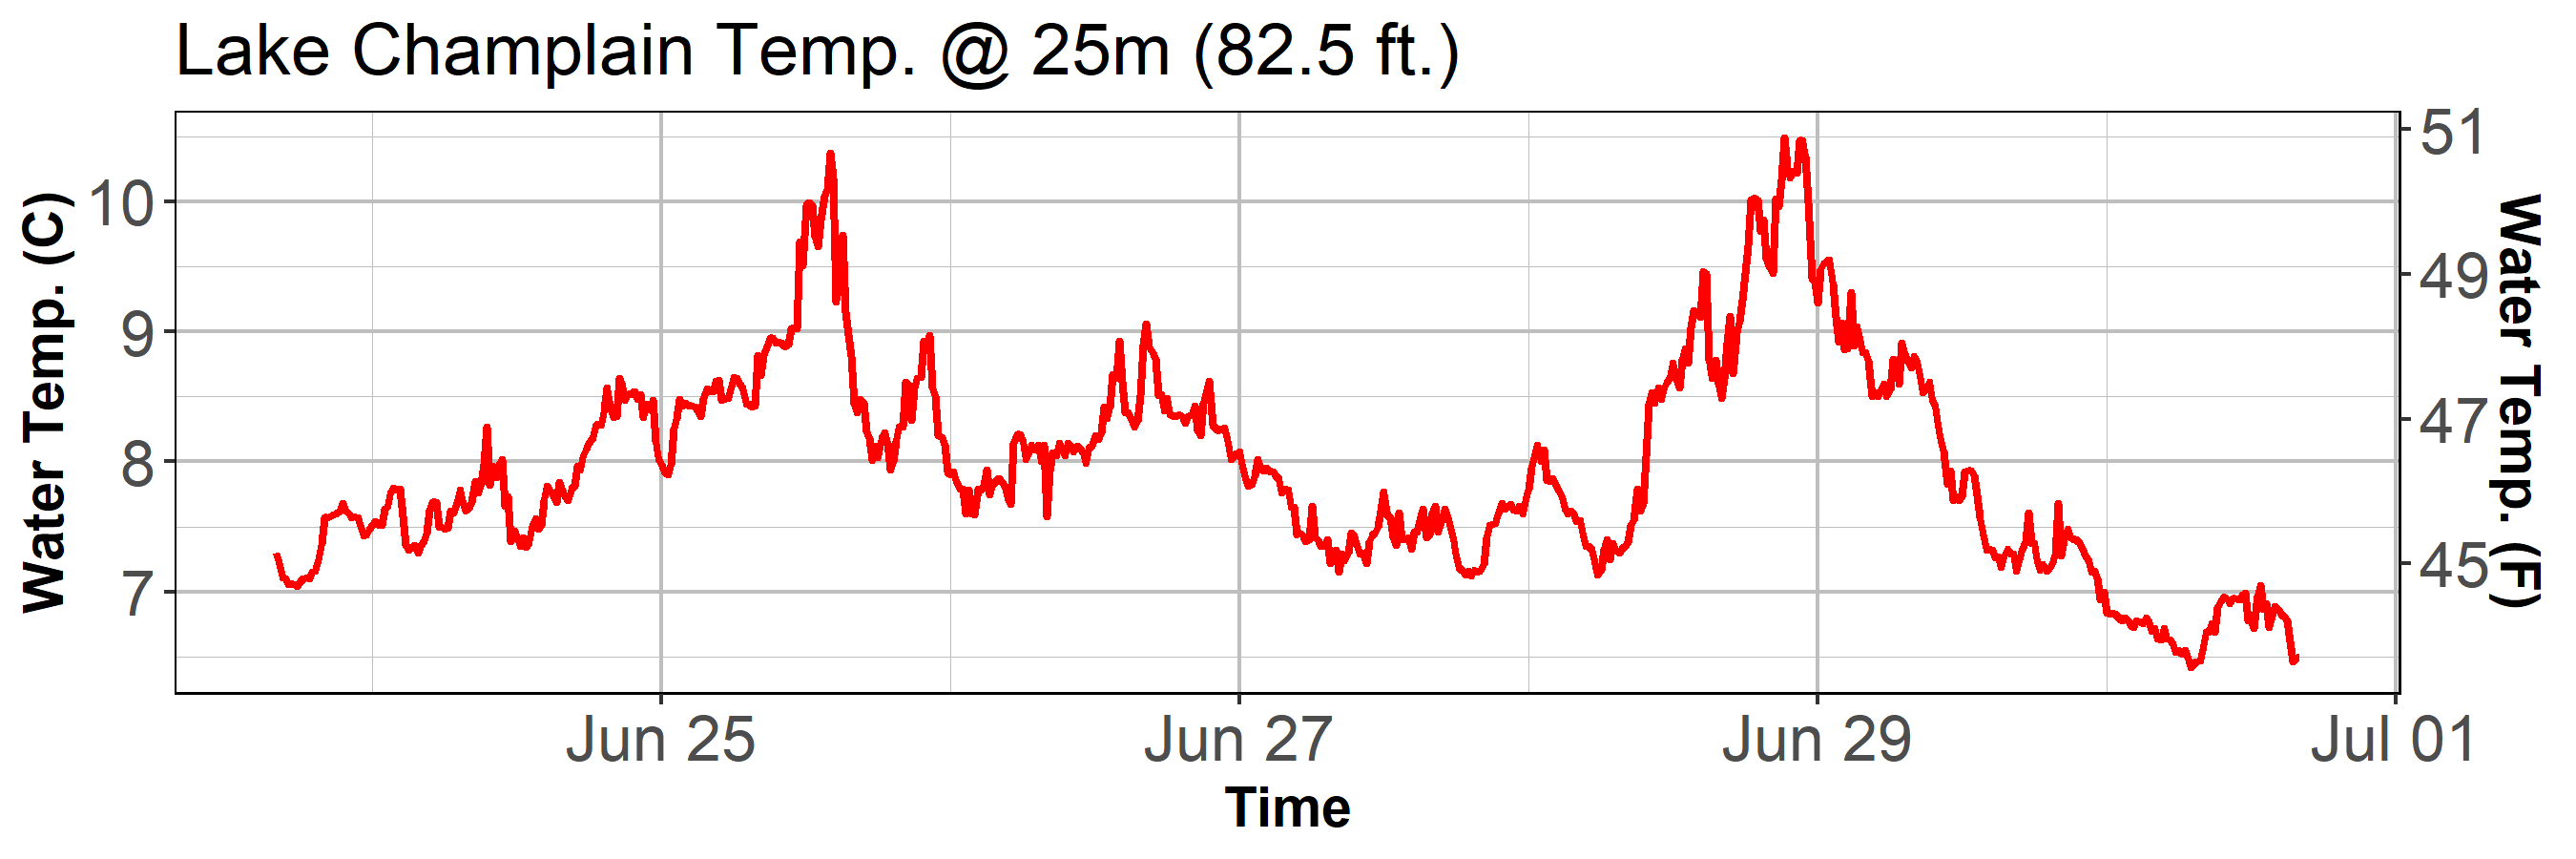 Lake Champlain Temp. @ 25m (82.5 ft.)
Water Temp. (C)
10
9
8
7
51
49
47
45
Water Temp. (F)
Jun 25
Jun 27
Jun 29
Jul 01
Time